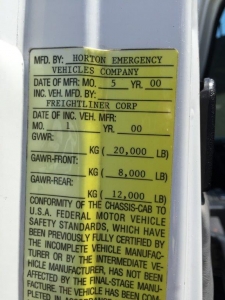 MFD. BY: HORTON EMERGENCY
VEHICLES COMPANY
DATE OF MFR: MO. 5 YR. 00
INC. VEH. MFD. BY:
FREIGHTLINER CORP
DATE OF INC. VEH. MFR:
MO. 1 YR. 00
GVWR:
KG ( 20,000 LB)
GAWR-FRONT:
KG ( 8,000 LB)
GAWR-REAR:
KG ( 12,000 LB)
CONFORMITY OF THE CHASSIS-CAB TO
U.S.A. FEDERAL MOTOR VEHICLE
SAFETY STANDARDS, WHICH HAVE
BEEN PREVIOUSLY FULLY CERTIFIED
BY THE INCOMPLETE VEHICLE MANUFAC-
TURER OR THE INTERMEDIATE VE-
HICLE MANUFACTURER, HAS NOT BEEN
AFFECTED BY THE FINAL-STAGE MANU-
FACTURER. THE VEHICLE HAS BEEN COM-